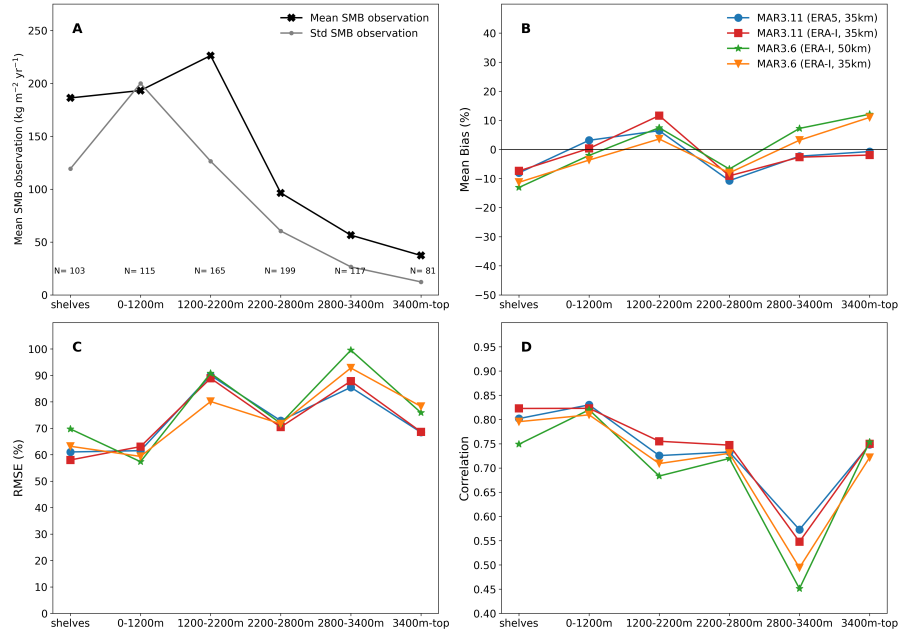 A
Mean SMB observation
Std SMB observation
Mean SMB observation (kg m−2 yr−1)
250
200
150
100
50
0
N= 103
N= 115
N= 165
N= 199
N= 117
N= 81
shelves
0-1200m
1200-2200m
2200-2800m
2800-3400m
3400m-top
B
MAR3.11 (ERA5, 35km)
MAR3.11 (ERA-I, 35km)
MAR3.6 (ERA-I, 50km)
MAR3.6 (ERA-I, 35km)
Mean Bias (%)
40
30
20
10
0
−10
−20
−30
−40
−50
shelves
0-1200m
1200-2200m
2200-2800m
2800-3400m
3400m-top
C
RMSE (%)
100
90
80
70
60
50
40
30
20
10
0
shelves
0-1200m
1200-2200m
2200-2800m
2800-3400m
3400m-top
D
Correlation
0.95
0.90
0.85
0.80
0.75
0.70
0.65
0.60
0.55
0.50
0.45
0.40
shelves
0-1200m
1200-2200m
2200-2800m
2800-3400m
3400m-top